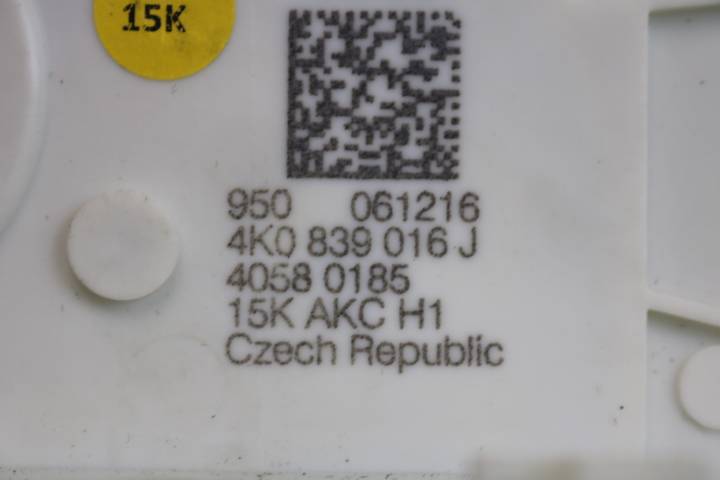 15K
950 061216
4K0 839 016 J
4058 0185
15K AKC H1
Czech Republic